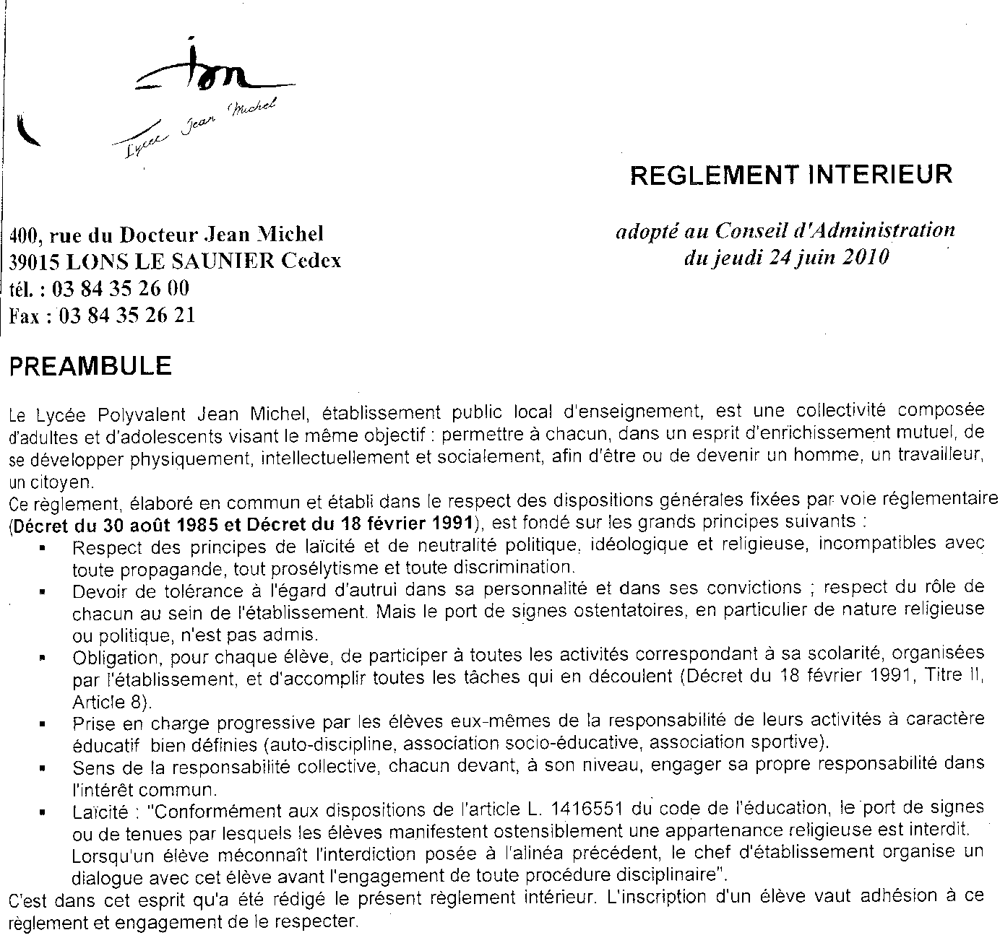 Jm
Lycée Jean Michel
REGLEMENT INTERIEUR
400, rue du Docteur Jean Michel
39015 LONS LE SAUNIER Cedex
tél. : 03 84 35 26 00
Fax : 03 84 35 26 21
adopté au Conseil d'Administration
du jeudi 24 juin 2010
PREAMBULE
Le Lycée Polyvalent Jean Michel, établissement public local d'enseignement, est une collectivité composée
d'adultes et d'adolescents visant le même objectif : permettre à chacun, dans un esprit d'enrichissement mutuel, de
se développer physiquement, intellectuellement et socialement, afin d'être ou de devenir un homme, un travailleur,
un citoyen.
Ce règlement, élaboré en commun et établi dans le respect des dispositions générales fixées par voie réglementaire
(Décret du 30 août 1985 et Décret du 18 février 1991), est fondé sur les grands principes suivants :
▪ Respect des principes de laïcité et de neutralité politique, idéologique et religieuse, incompatibles avec
toute propagande, tout prosélytisme et toute discrimination.
▪ Devoir de tolérance à l'égard d'autrui dans sa personnalité et dans ses convictions ; respect du rôle de
chacun au sein de l'établissement. Mais le port de signes ostentatoires, en particulier de nature religieuse
ou politique, n'est pas admis.
▪ Obligation, pour chaque élève, de participer à toutes les activités correspondant à sa scolarité, organisées
par l'établissement, et d'accomplir toutes les tâches qui en découlent (Décret du 18 février 1991, Titre II,
Article 8).
▪ Prise en charge progressive par les élèves eux-mêmes de la responsabilité de leurs activités à caractère
éducatif bien définies (auto-discipline, association socio-éducative, association sportive).
▪ Sens de la responsabilité collective, chacun devant, à son niveau, engager sa propre responsabilité dans
l'intérêt commun.
▪ Laïcité : "Conformément aux dispositions de l'article L. 1416551 du code de l'éducation, le port de signes
ou de tenues par lesquels les élèves manifestent ostensiblement une appartenance religieuse est interdit.
Lorsqu'un élève méconnaît l'interdiction posée à l'alinéa précédent, le chef d'établissement organise un
dialogue avec cet élève avant l'engagement de toute procédure disciplinaire".
C'est dans cet esprit qu'a été rédigé le présent règlement intérieur. L'inscription d'un élève vaut adhésion à ce
règlement et engagement de le respecter.